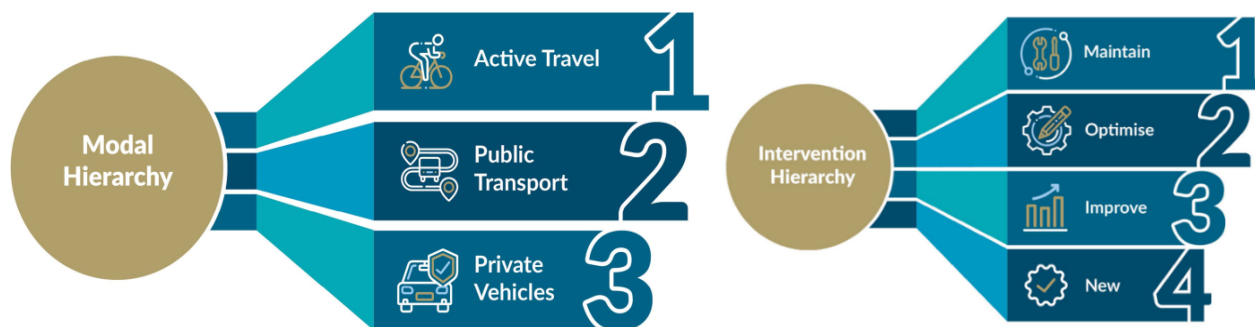 Modal
Hierarchy
Active Travel
1
Public
Transport
2
Private
Vehicles
3
Intervention
Hierarchy
Maintain
1
Optimise
2
Improve
3
New
4